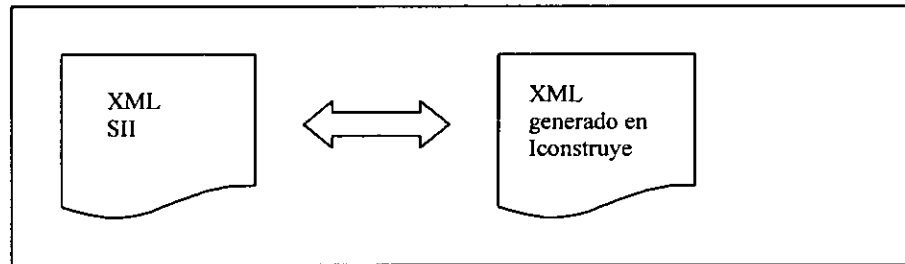 XML
SII
XML
generado en
Iconstruye